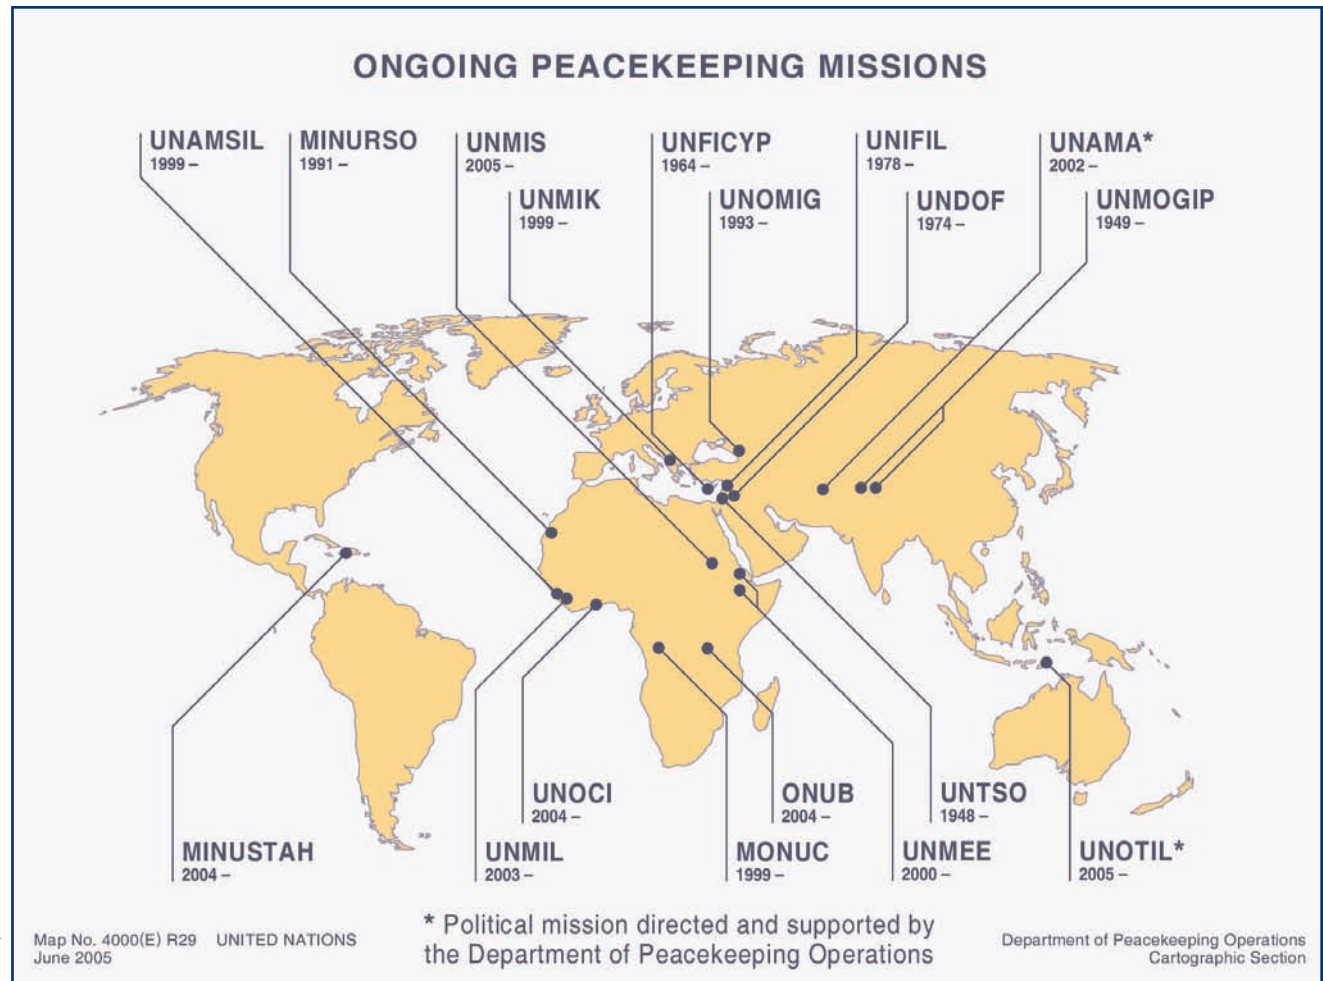 ONGOING PEACEKEEPING MISSIONS
UNAMSIL
1999 –
MINURSO
1991 –
UNMIS
2005 –
UNFICYP
1964 –
UNIFIL
1978 –
UNAMA*
2002 –
UNMIK
1999 –
UNOMIG
1993 –
UNDOF
1974 –
UNMOGIP
1949 –
UNOCI
2004 –
ONUB
2004 –
UNTSO
1948 –
MINUSTAH
2004 –
UNMIL
2003 –
MONUC
1999 –
UNMEE
2000 –
UNOTIL*
2005 –
* Political mission directed and supported by
the Department of Peacekeeping Operations
Map No. 4000(E) R29 UNITED NATIONS
June 2005
Department of Peacekeeping Operations
Cartographic Section